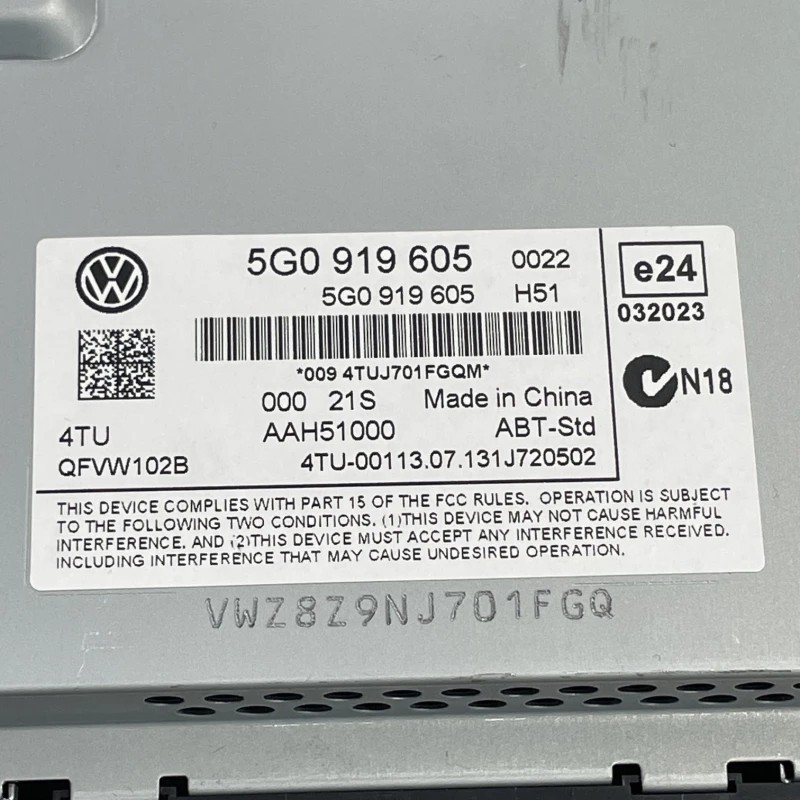 5G0 919 605 0022
5G0 919 605 H51
*009 4TUJ701FGQM*
000 21S Made in China
4TU AAH51000 ABT-Std
QFVW102B 4TU-00113.07.131J720502
e24
032023
N18
THIS DEVICE COMPLIES WITH PART 15 OF THE FCC RULES. OPERATION IS SUBJECT
TO THE FOLLOWING TWO CONDITIONS. (1)THIS DEVICE MAY NOT CAUSE HARMFUL
INTERFERENCE. AND (2)THIS DEVICE MUST ACCEPT ANY INTERFERENCE RECEIVED.
INCLUDING INTERFERENCE THAT MAY CAUSE UNDESIRED OPERATION.
VWZ8Z9NJ701FGQ